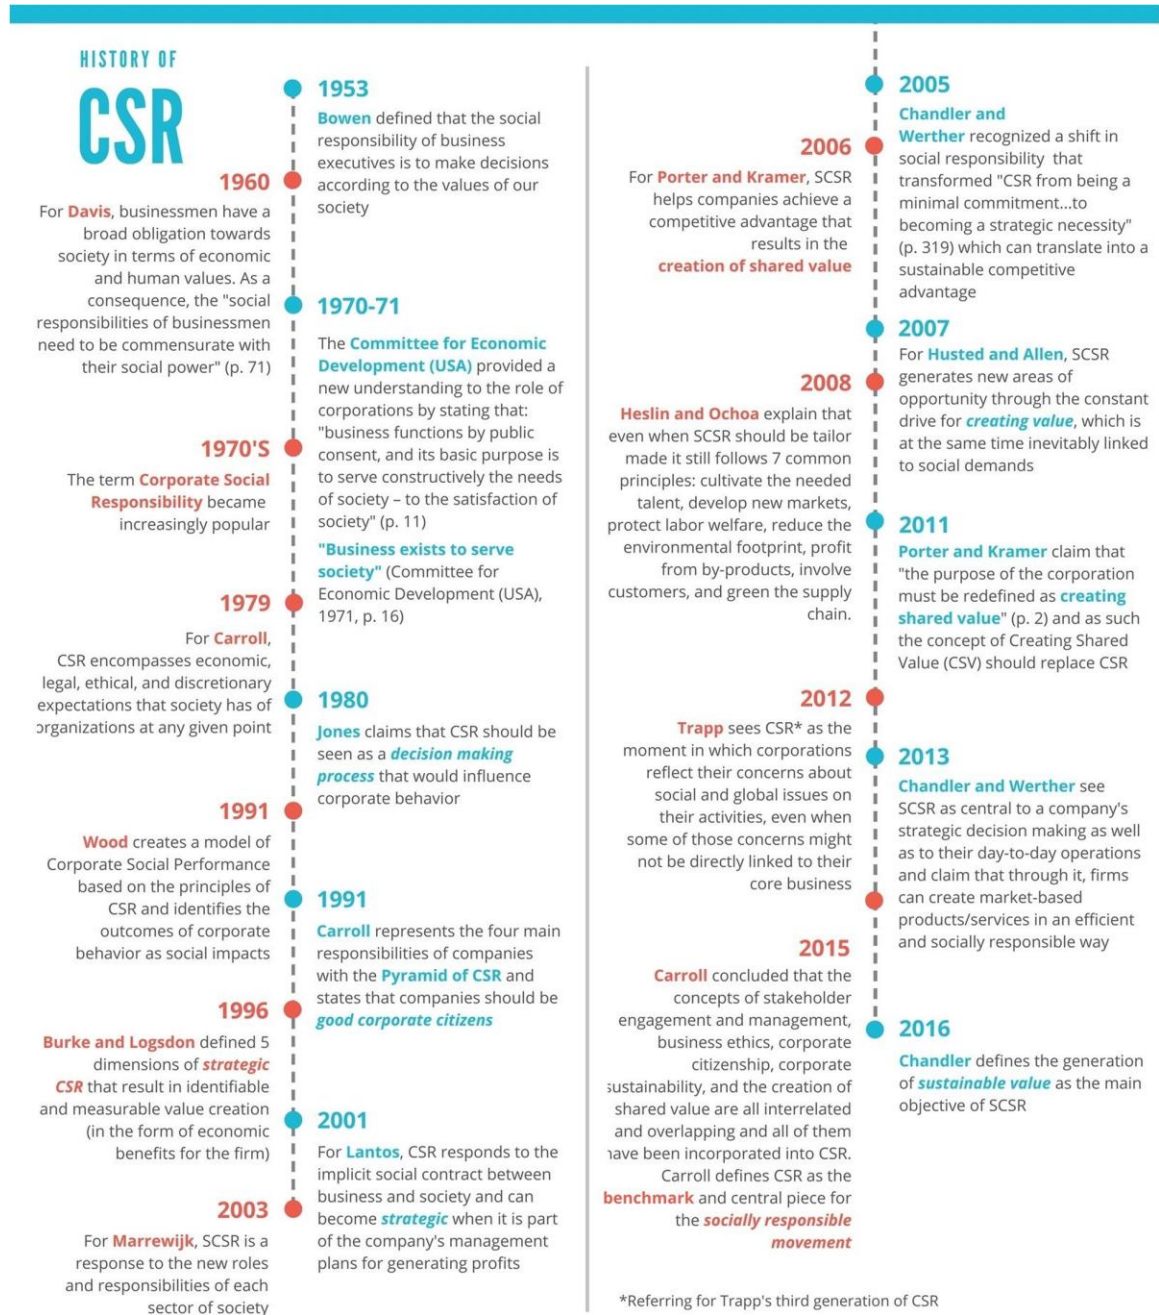 HISTORY OF
CSR
1953
Bowen defined that the social
responsibility of business
executives is to make decisions
according to the values of our
society
1960
For Davis, businessmen have a
broad obligation towards
society in terms of economic
and human values. As a
consequence, the "social
responsibilities of businessmen
need to be commensurate with
their social power" (p. 71)
1970-71
The Committee for Economic
Development (USA) provided a
new understanding to the role of
corporations by stating that:
"business functions by public
consent, and its basic purpose is
to serve constructively the needs
of society – to the satisfaction of
society" (p. 11)
"Business exists to serve
society" (Committee for
Economic Development (USA),
1971, p. 16)
1970'S
The term Corporate Social
Responsibility became
increasingly popular
1979
For Carroll,
CSR encompasses economic,
legal, ethical, and discretionary
expectations that society has of
organizations at any given point
1980
Jones claims that CSR should be
seen as a decision making
process that would influence
corporate behavior
1991
Wood creates a model of
Corporate Social Performance
based on the principles of
CSR and identifies the
outcomes of corporate
behavior as social impacts
1991
Carroll represents the four main
responsibilities of companies
with the Pyramid of CSR and
states that companies should be
good corporate citizens
1996
Burke and Logsdon defined 5
dimensions of strategic
CSR that result in identifiable
and measurable value creation
(in the form of economic
benefits for the firm)
2001
For Lantos, CSR responds to the
implicit social contract between
business and society and can
become strategic when it is part
of the company's management
plans for generating profits
2003
For Marrewijk, SCSR is a
response to the new roles
and responsibilities of each
sector of society
2005
Chandler and
Werther recognized a shift in
social responsibility that
transformed "CSR from being a
minimal commitment...to
becoming a strategic necessity"
(p. 319) which can translate into a
sustainable competitive
advantage
2006
For Porter and Kramer, SCSR
helps companies achieve a
competitive advantage that
results in the
creation of shared value
2007
For Husted and Allen, SCSR
generates new areas of
opportunity through the constant
drive for creating value, which is
at the same time inevitably linked
to social demands
2008
Heslin and Ochoa explain that
even when SCSR should be tailor
made it still follows 7 common
principles: cultivate the needed
talent, develop new markets,
protect labor welfare, reduce the
environmental footprint, profit
from by-products, involve
customers, and green the supply
chain.
2011
Porter and Kramer claim that
"the purpose of the corporation
must be redefined as creating
shared value" (p. 2) and as such
the concept of Creating Shared
Value (CSV) should replace CSR
2012
Trapp sees CSR* as the
moment in which corporations
reflect their concerns about
social and global issues on
their activities, even when
some of those concerns might
not be directly linked to their
core business
2013
Chandler and Werther see
SCSR as central to a company's
strategic decision making as well
as to their day-to-day operations
and claim that through it, firms
can create market-based
products/services in an efficient
and socially responsible way
2015
Carroll concluded that the
concepts of stakeholder
engagement and management,
business ethics, corporate
citizenship, corporate
sustainability, and the creation of
shared value are all interrelated
and overlapping and all of them
have been incorporated into CSR.
Carroll defines CSR as the
benchmark and central piece for
the socially responsible
movement
2016
Chandler defines the generation
of sustainable value as the main
objective of SCSR
*Referring for Trapp's third generation of CSR